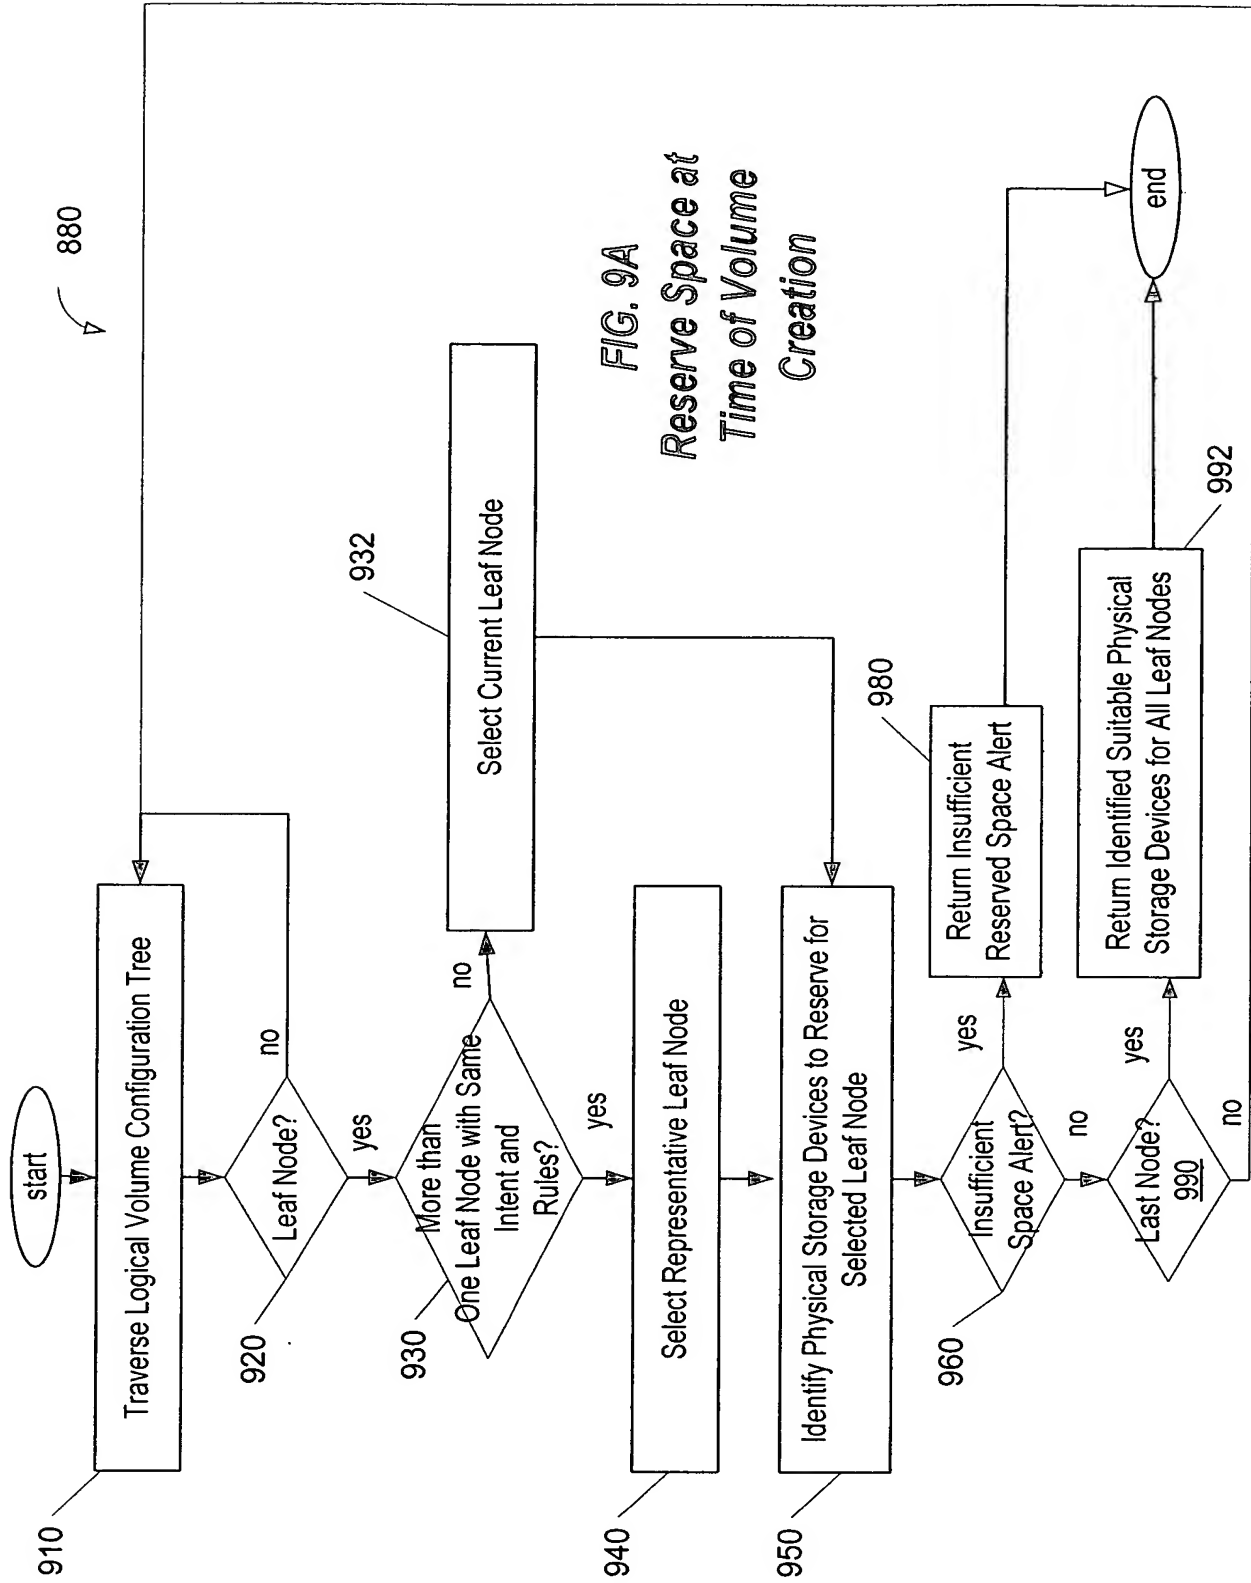 880
start
910
Traverse Logical Volume Configuration Tree
920
Leaf Node?
no
yes
930
More than
One Leaf Node with Same
Intent and
Rules?
no
932
Select Current Leaf Node
yes
940
Select Representative Leaf Node
950
Identify Physical Storage Devices to Reserve for
Selected Leaf Node
960
Insufficient
Space Alert?
yes
980
Return Insufficient
Reserved Space Alert
no
Last Node?
990
yes
992
Return Identified Suitable Physical
Storage Devices for All Leaf Nodes
no
end
FIG. 9A
Reserve Space at
Time of Volume
Creation